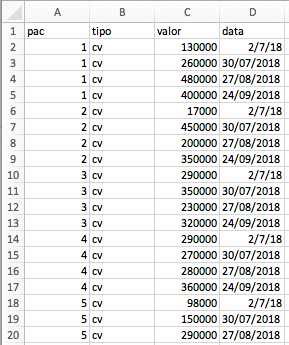 A B C D
1 pac tipo valor data
2 1 cv 130000 2/7/18
3 1 cv 260000 30/07/2018
4 1 cv 480000 27/08/2018
5 1 cv 400000 24/09/2018
6 2 cv 17000 2/7/18
7 2 cv 450000 30/07/2018
8 2 cv 200000 27/08/2018
9 2 cv 350000 24/09/2018
10 3 cv 290000 2/7/18
11 3 cv 350000 30/07/2018
12 3 cv 230000 27/08/2018
13 3 cv 320000 24/09/2018
14 4 cv 290000 2/7/18
15 4 cv 270000 30/07/2018
16 4 cv 280000 27/08/2018
17 4 cv 360000 24/09/2018
18 5 cv 98000 2/7/18
19 5 cv 150000 30/07/2018
20 5 cv 290000 27/08/2018